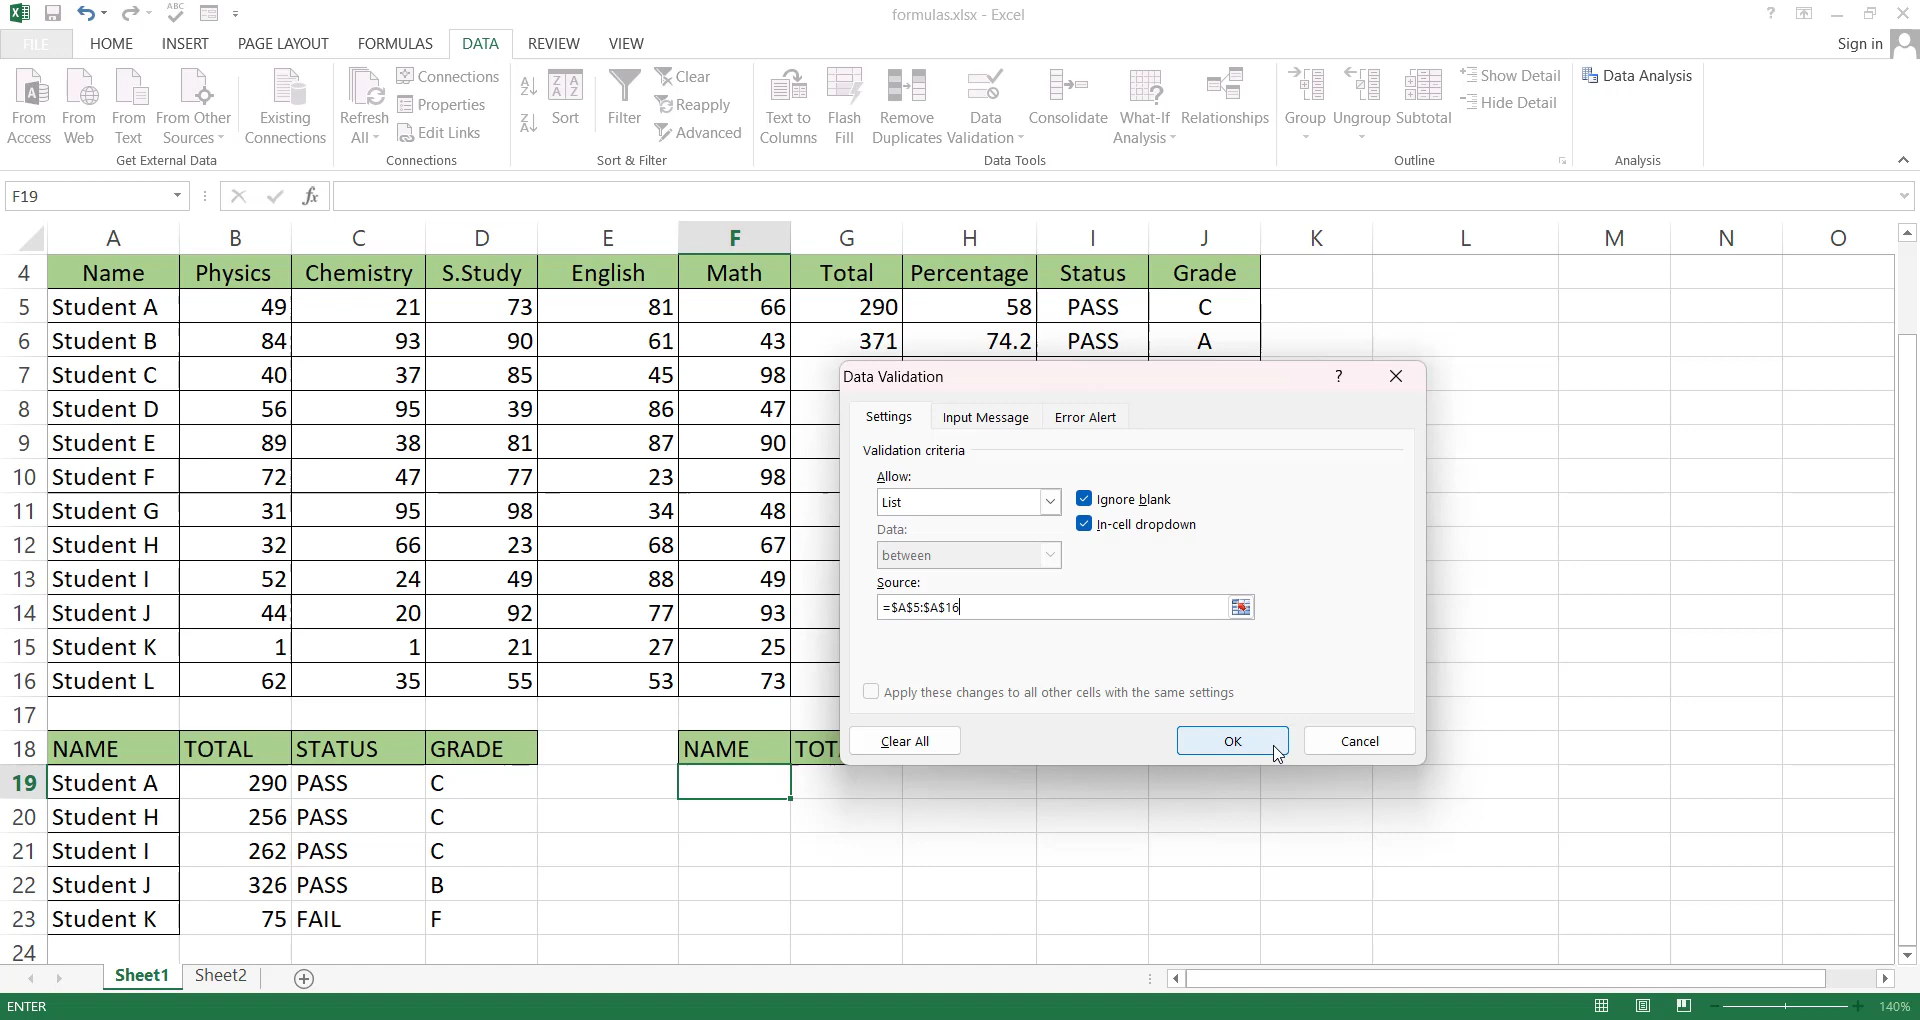 ABC
formulas.xlsx - Excel
?
FILE HOME INSERT PAGE LAYOUT FORMULAS DATA REVIEW VIEW
Sign in
From Access
From Web
From Text
From Other Sources
Get External Data
Existing Connections
Refresh All
Connections
Properties
Edit Links
Connections
Sort
Filter
Clear
Reapply
Advanced
Sort & Filter
Text to Columns
Flash Fill
Remove Duplicates
Data Validation
Consolidate
What-If Analysis
Relationships
Data Tools
Group
Ungroup
Subtotal
Show Detail
Hide Detail
Outline
Data Analysis
Analysis
F19
fx
A B C D E F G H I J K L M N O
4 Name Physics Chemistry S.Study English Math Total Percentage Status Grade
5 Student A 49 21 73 81 66 290 58 PASS C
6 Student B 84 93 90 61 43 371 74.2 PASS A
7 Student C 40 37 85 45 98
8 Student D 56 95 39 86 47
9 Student E 89 38 81 87 90
10 Student F 72 47 77 23 98
11 Student G 31 95 98 34 48
12 Student H 32 66 23 68 67
13 Student I 52 24 49 88 49
14 Student J 44 20 92 77 93
15 Student K 1 1 21 27 25
16 Student L 62 35 55 53 73
17
18 NAME TOTAL STATUS GRADE NAME TOT
19 Student A 290 PASS C
20 Student H 256 PASS C
21 Student I 262 PASS C
22 Student J 326 PASS B
23 Student K 75 FAIL F
24
Data Validation
?
Settings Input Message Error Alert
Validation criteria
Allow:
List
Ignore blank
In-cell dropdown
Data:
between
Source:
=$A$5:$A$16
Apply these changes to all other cells with the same settings
Clear All OK Cancel
Sheet1 Sheet2
ENTER
140%